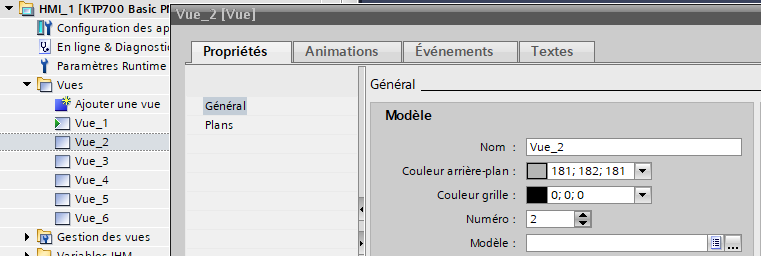 HMI_1 [KTP700 Basic P
Configuration des ap
En ligne & Diagnosti
Paramètres Runtime
Vues
Ajouter une vue
Vue_1
Vue_2
Vue_3
Vue_4
Vue_5
Vue_6
Gestion des vues
Variables IHM
Vue_2 [Vue]
Propriétés Animations Événements Textes
Général
Plans
Général
Modèle
Nom : Vue_2
Couleur arrière-plan : 181; 182; 181
Couleur grille : 0; 0; 0
Numéro : 2
Modèle : ...